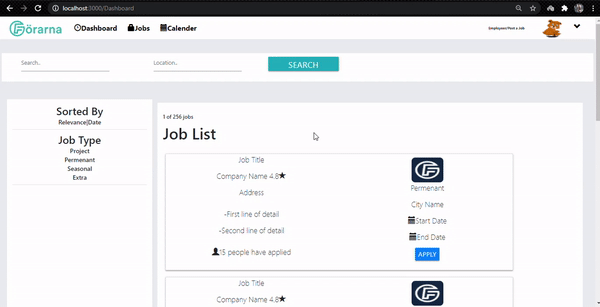 localhost:3000/Dashboard
Förarna Dashboard Jobs Calender Employees/Post a Job
Search.. Location.. SEARCH
Sorted By
Relevance|Date
Job Type
Project
Permenant
Seasonal
Extra
1 of 256 jobs
Job List
Job Title
Company Name 4.8★
Address
-First line of detail
-Second line of detail
15 people have applied
Permenant
City Name
Start Date
End Date
APPLY
Job Title
Company Name 4.8★